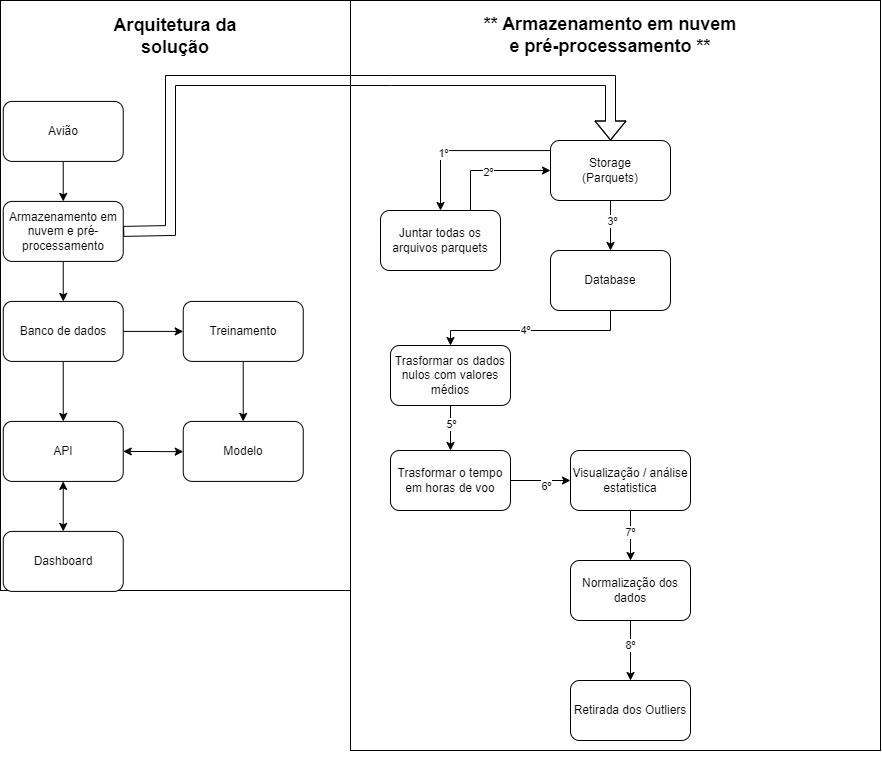 Arquitetura da
solução
Avião
Armazenamento em
nuvem e pré-
processamento
Banco de dados
Treinamento
API
Modelo
Dashboard
** Armazenamento em nuvem
e pré-processamento **
Storage
(Parquets)
1º
2º
Juntar todas os
arquivos parquets
3º
Database
4º
Trasformar os dados
nulos com valores
médios
5º
Trasformar o tempo
em horas de voo
6º
Visualização / análise
estatistica
7º
Normalização dos
dados
8º
Retirada dos Outliers